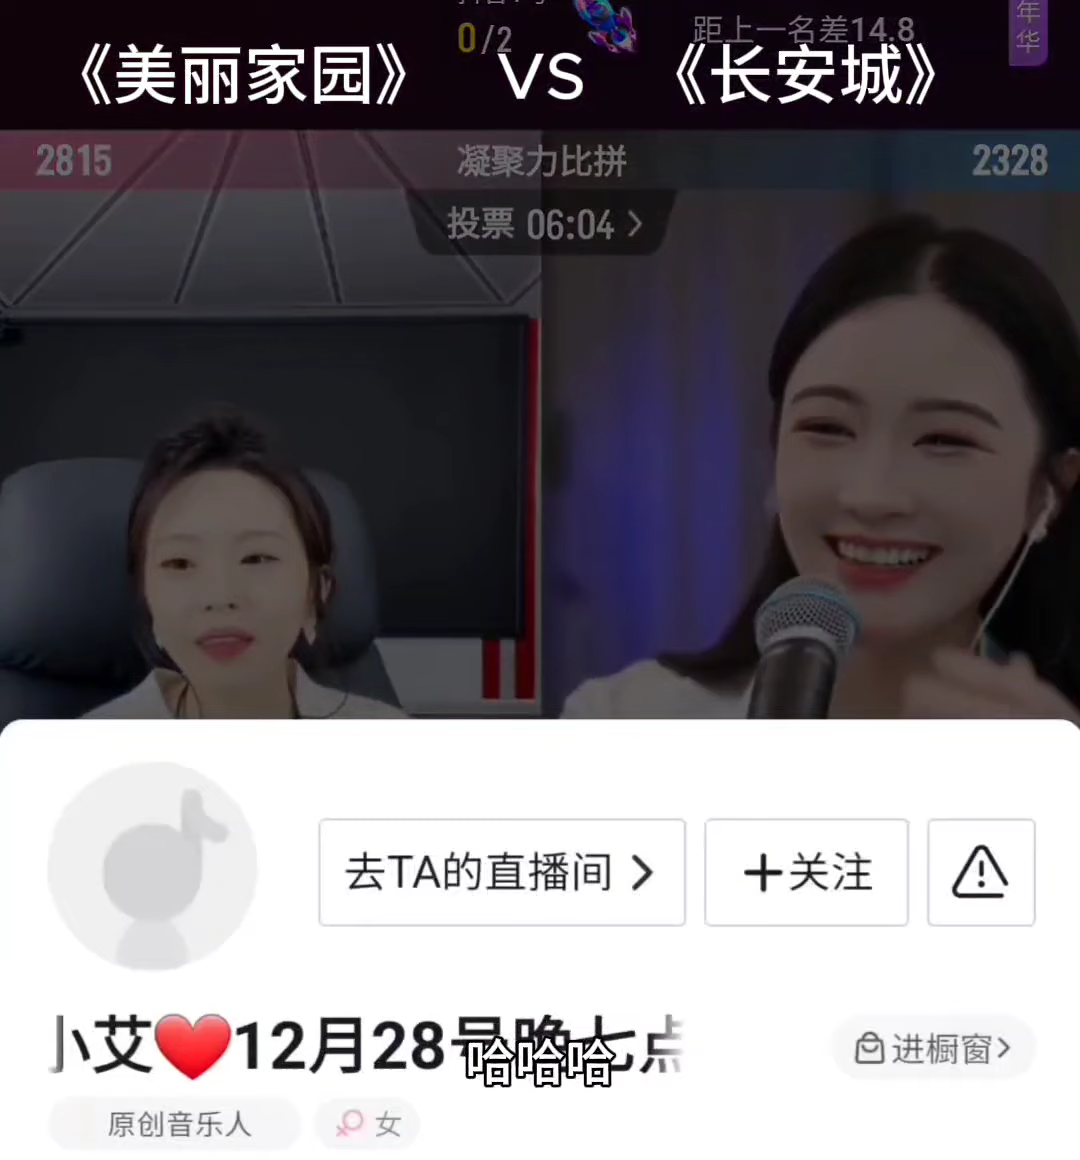 0/2
距上一名差14.8
年华
《美丽家园》 VS 《长安城》
2815 凝聚力比拼 2328
投票 06:04 >
去TA的直播间 >
+关注
小艾❤️12月28号晚七点
哈哈哈
进橱窗>
原创音乐人
女